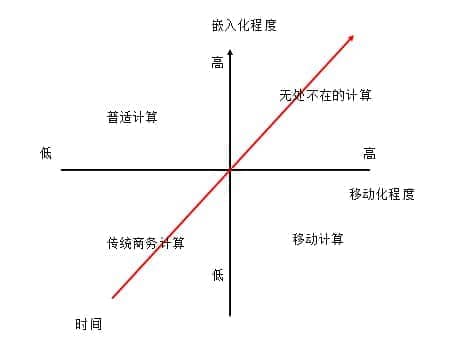 嵌入化程度
高
无处不在的计算
普适计算
低
高
移动化程度
传统商务计算
移动计算
低
时间